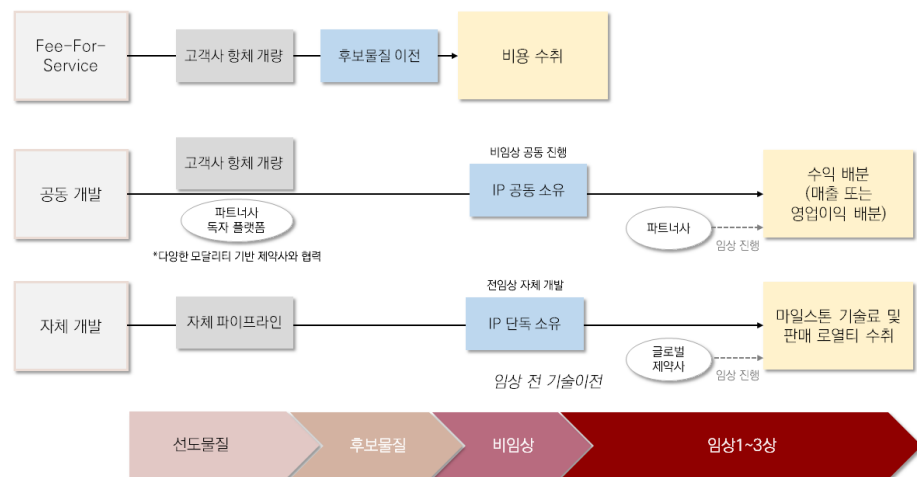 Fee-For-
Service
고객사 항체 개량
후보물질 이전
비용 수취
공동 개발
고객사 항체 개량
파트너사
독자 플랫폼
*다양한 모달리티 기반 제약사와 협력
비임상 공동 진행
IP 공동 소유
파트너사
임상 진행
수익 배분
(매출 또는
영업이익 배분)
자체 개발
자체 파이프라인
전임상 자체 개발
IP 단독 소유
임상 전 기술이전
글로벌
제약사
임상 진행
마일스톤 기술료 및
판매 로열티 수취
선도물질
후보물질
비임상
임상1~3상